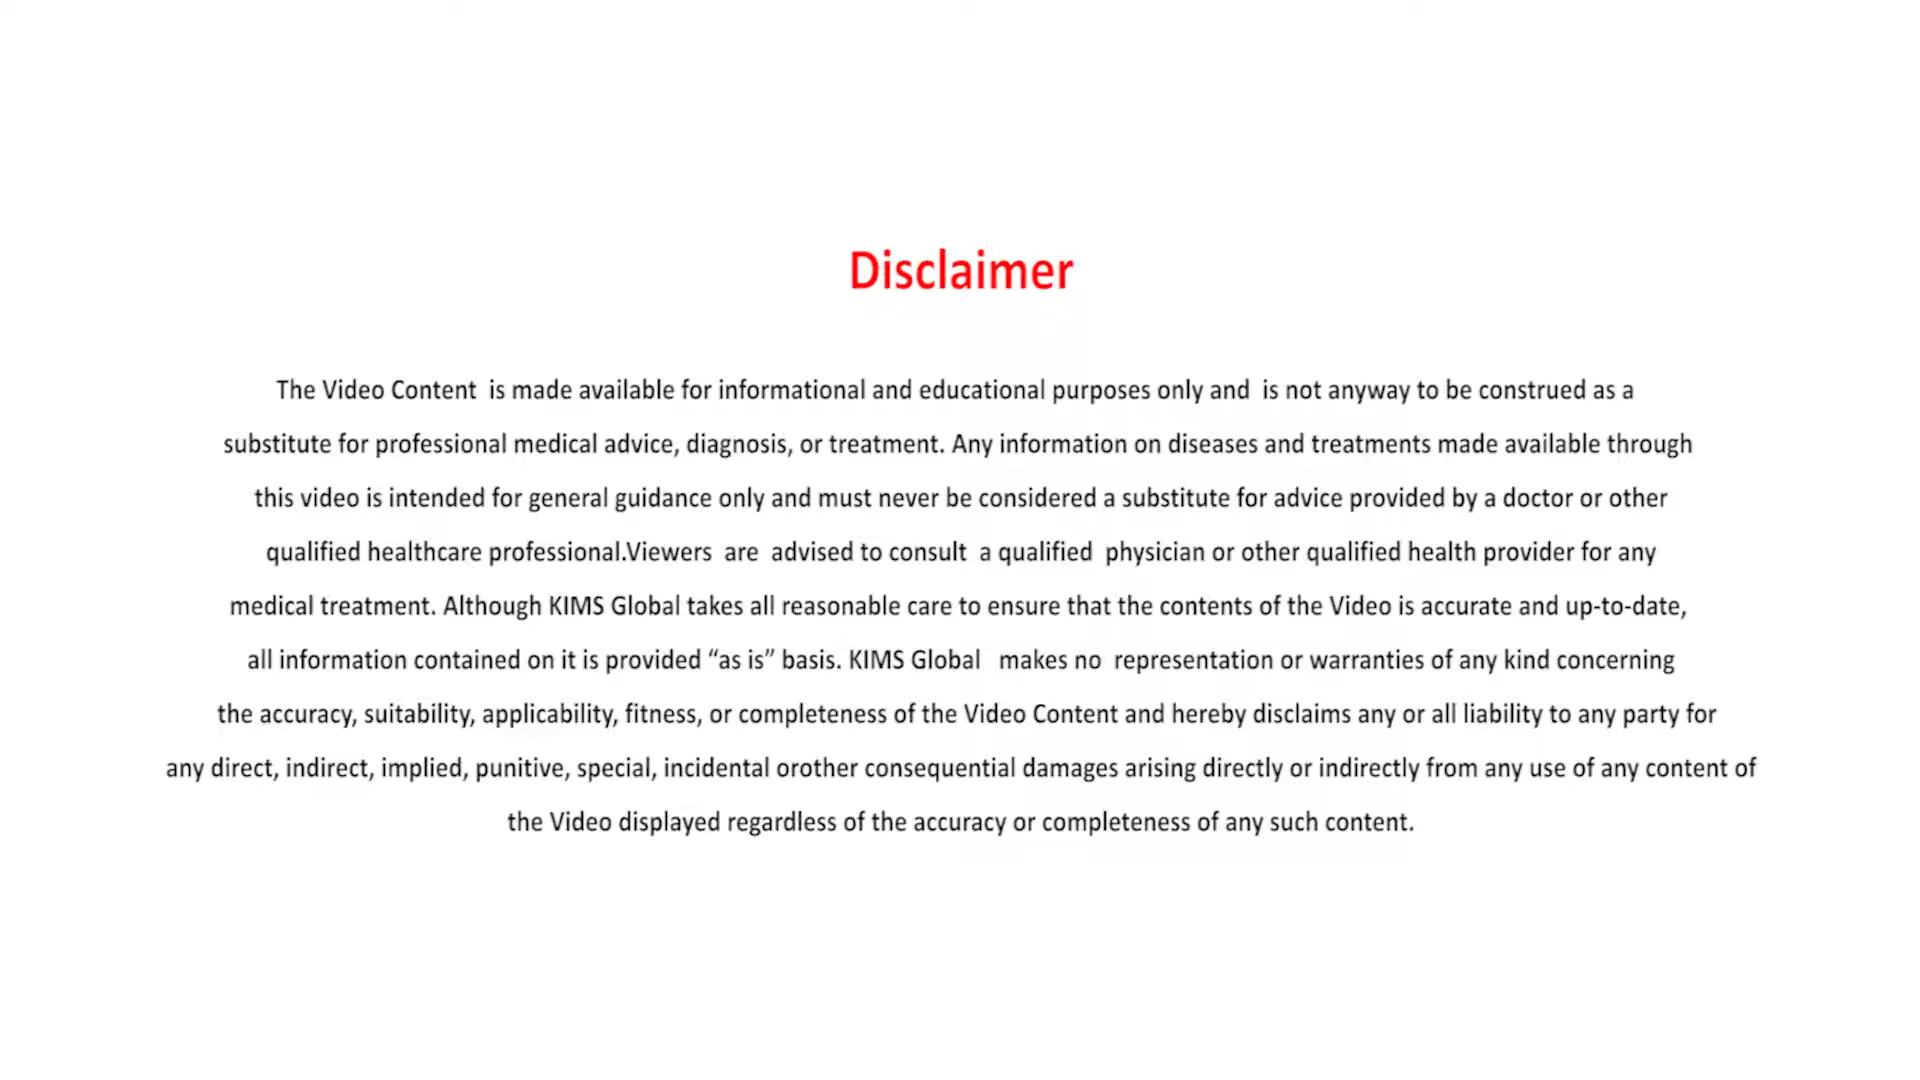 Disclaimer
The Video Content is made available for informational and educational purposes only and is not anyway to be construed as a
substitute for professional medical advice, diagnosis, or treatment. Any information on diseases and treatments made available through
this video is intended for general guidance only and must never be considered a substitute for advice provided by a doctor or other
qualified healthcare professional.Viewers are advised to consult a qualified physician or other qualified health provider for any
medical treatment. Although KIMS Global takes all reasonable care to ensure that the contents of the Video is accurate and up-to-date,
all information contained on it is provided “as is” basis. KIMS Global makes no representation or warranties of any kind concerning
the accuracy, suitability, applicability, fitness, or completeness of the Video Content and hereby disclaims any or all liability to any party for
any direct, indirect, implied, punitive, special, incidental orother consequential damages arising directly or indirectly from any use of any content of
the Video displayed regardless of the accuracy or completeness of any such content.